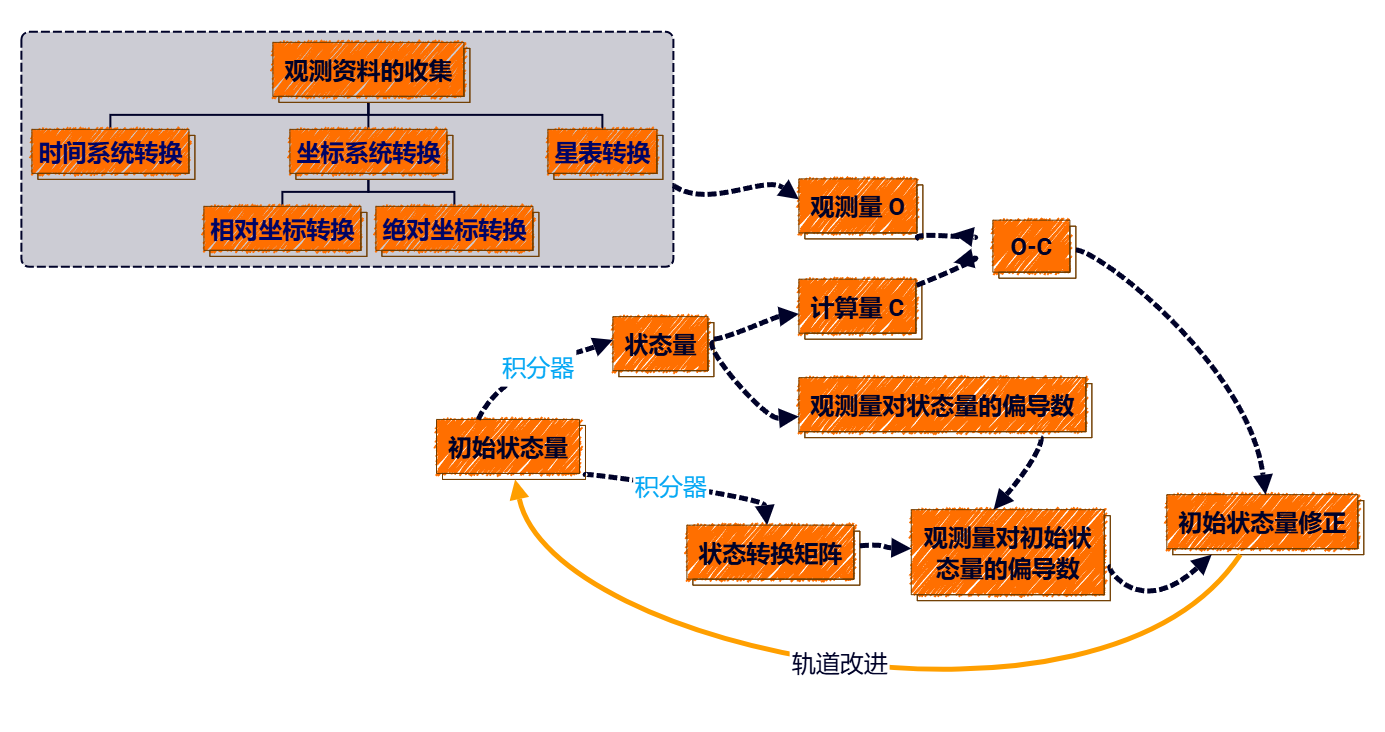 观测资料的收集
时间系统转换
坐标系统转换
星表转换
相对坐标转换
绝对坐标转换
观测量 O
O-C
计算量 C
状态量
积分器
观测量对状态量的偏导数
初始状态量
积分器
状态转换矩阵
观测量对初始状
态量的偏导数
初始状态量修正
轨道改进